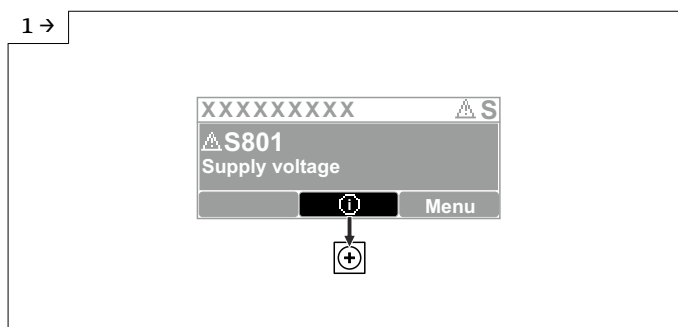 1 →
XXXXXXXXX ⚠ S
⚠S801
Supply voltage
ⓘ Menu
+